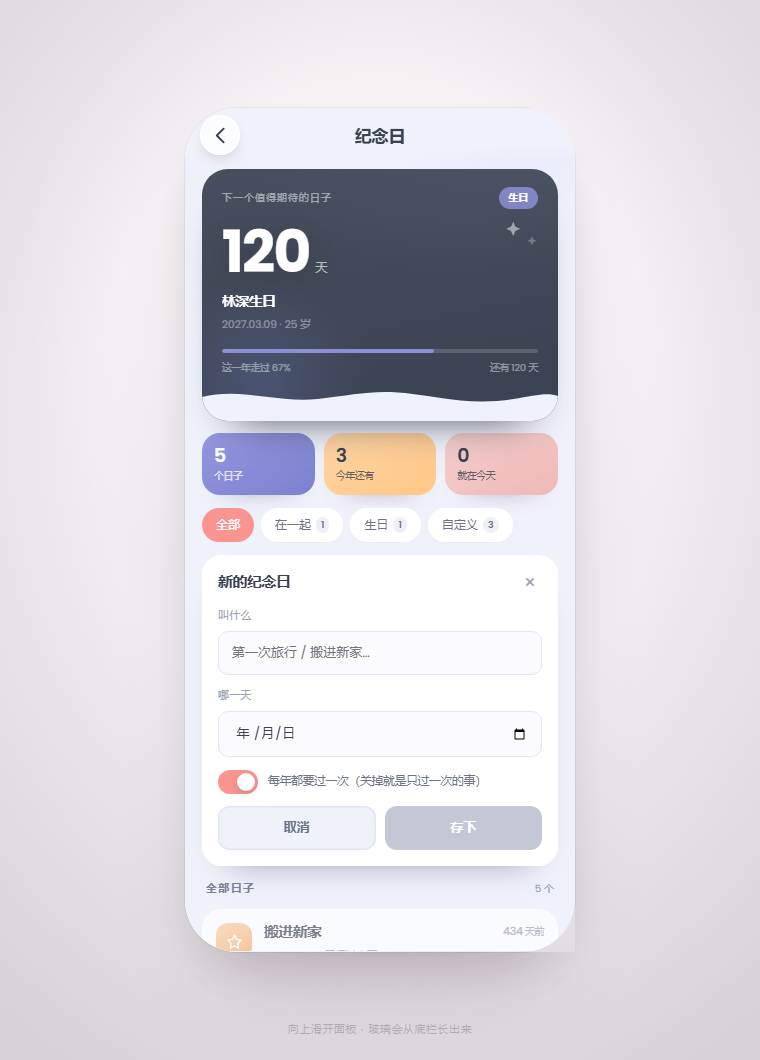 纪念日
下一个值得期待的日子
生日
120 天
林深生日
2027.03.09 · 25 岁
这一年走过 67%
还有 120 天
5
个日子
3
今年还有
0
就在今天
全部
在一起 1
生日 1
自定义 3
新的纪念日
×
叫什么
第一次旅行 / 搬进新家...
哪一天
年 /月/日
每年都要过一次（关掉就是只过一次的事）
取消
存下
全部日子
5 个
搬进新家
434 天前
向上滑开面板 · 玻璃会从底栏长出来